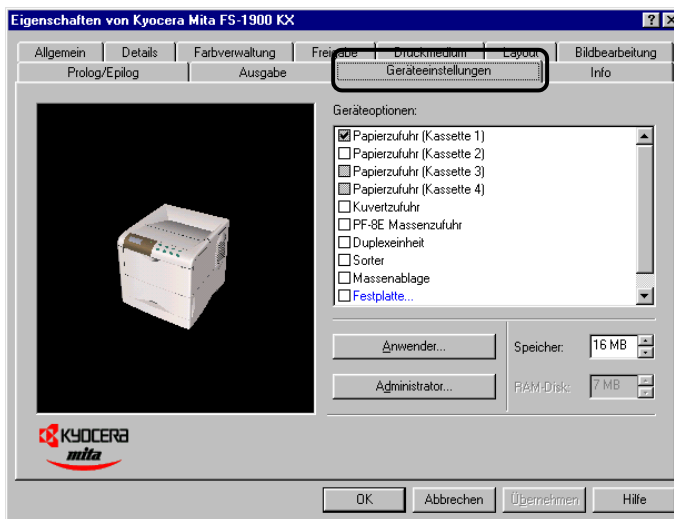 Eigenschaften von Kyocera Mita FS-1900 KX
Allgemein Details Farbverwaltung Freigabe Druckmedium Layout Bildbearbeitung
Prolog/Epilog Ausgabe Geräteeinstellungen Info
Geräteoptionen:
Papierzufuhr (Kassette 1)
Papierzufuhr (Kassette 2)
Papierzufuhr (Kassette 3)
Papierzufuhr (Kassette 4)
Kuvertzufuhr
PF-8E Massenzufuhr
Duplexeinheit
Sorter
Massenablage
Festplatte...
Anwender... Speicher: 16 MB
Administrator... RAM-Disk: 7 MB
KYOCERA
mita
OK Abbrechen Übernehmen Hilfe